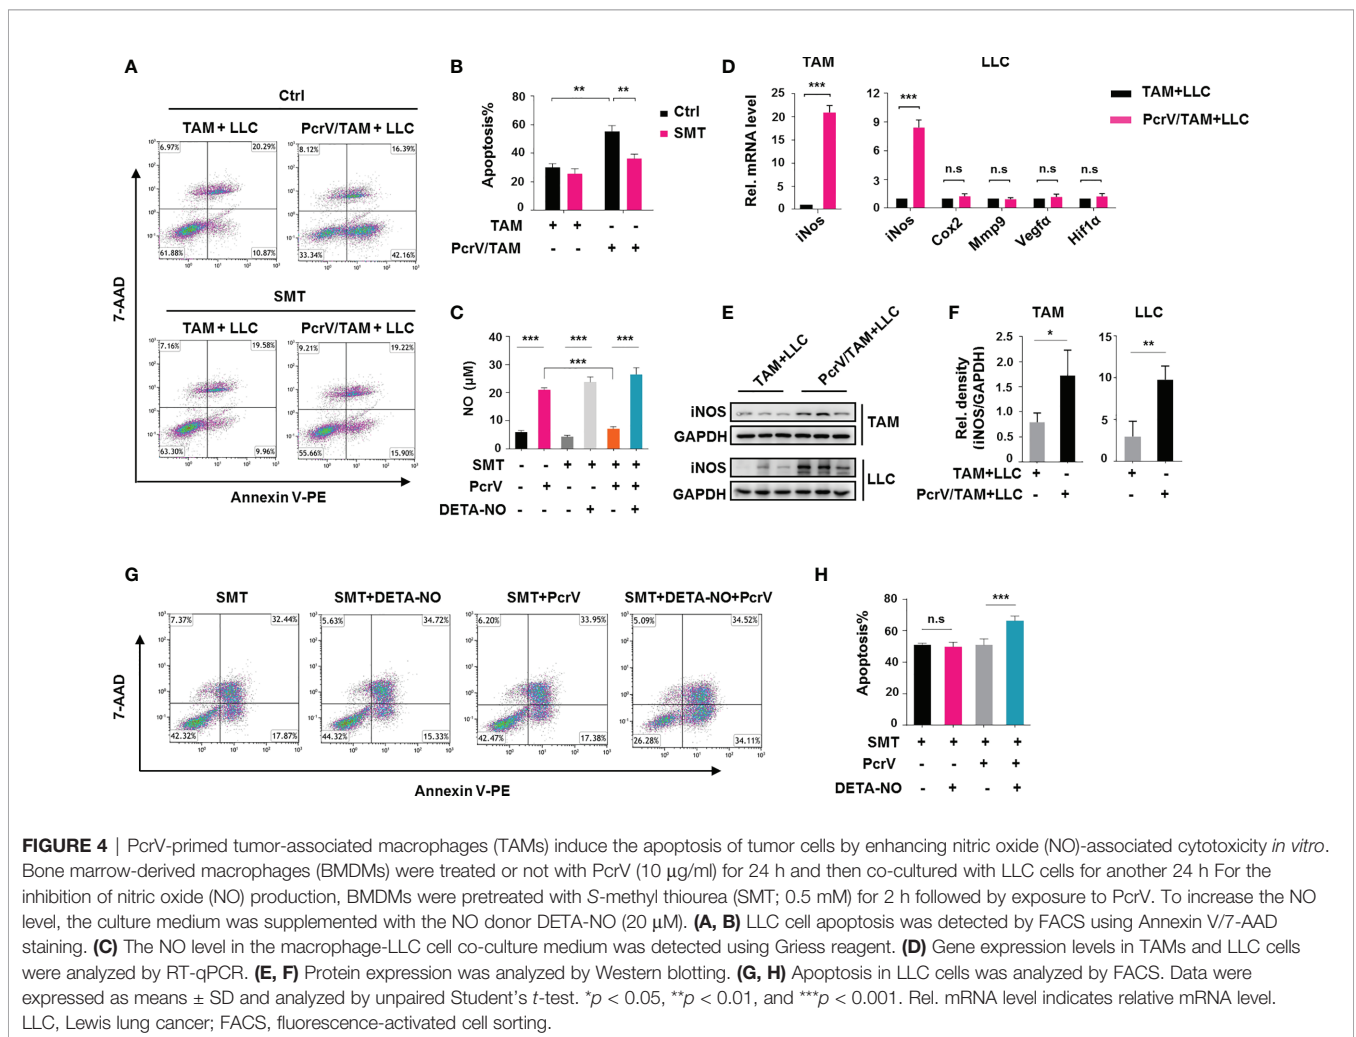 A
Ctrl
TAM + LLC
PcrV/TAM + LLC
6.97%
20.29%
61.88%
10.87%
8.12%
16.39%
33.34%
42.16%
SMT
TAM + LLC
PcrV/TAM + LLC
7.16%
19.58%
63.30%
9.96%
9.21%
19.22%
55.66%
15.90%
7-AAD
Annexin V-PE
B
Apoptosis%
80
60
40
20
0
** **
Ctrl
SMT
TAM + + - -
PcrV/TAM - - + +
C
NO (μM)
40
30
20
10
0
*** *** ***
***
SMT - - + + + +
PcrV - + - - + +
DETA-NO - - - + - +
D
TAM
LLC
TAM+LLC
PcrV/TAM+LLC
Rel. mRNA level
25
20
15
10
5
0
***
iNos
12
9
6
3
0
*** n.s n.s n.s n.s
iNos Cox2 Mmp9 Vegfα Hif1α
E
TAM+LLC
PcrV/TAM+LLC
iNOS
GAPDH
TAM
iNOS
GAPDH
LLC
F
TAM
LLC
Rel. density
(iNOS/GAPDH)
2.5
2.0
1.5
1.0
0.5
0.0
*
15
10
5
0
**
TAM+LLC + - + -
PcrV/TAM+LLC - + - +
G
SMT
SMT+DETA-NO
SMT+PcrV
SMT+DETA-NO+PcrV
7.37%
32.44%
42.32%
17.87%
5.63%
34.72%
44.32%
15.33%
6.20%
33.95%
42.47%
17.38%
5.09%
34.52%
26.28%
34.11%
7-AAD
Annexin V-PE
H
Apoptosis%
80
60
40
20
0
n.s ***
SMT + + + +
PcrV - - + +
DETA-NO - + - +
FIGURE 4 | PcrV-primed tumor-associated macrophages (TAMs) induce the apoptosis of tumor cells by enhancing nitric oxide (NO)-associated cytotoxicity in vitro.
Bone marrow-derived macrophages (BMDMs) were treated or not with PcrV (10 μg/ml) for 24 h and then co-cultured with LLC cells for another 24 h For the
inhibition of nitric oxide (NO) production, BMDMs were pretreated with S-methyl thiourea (SMT; 0.5 mM) for 2 h followed by exposure to PcrV. To increase the NO
level, the culture medium was supplemented with the NO donor DETA-NO (20 μM). (A, B) LLC cell apoptosis was detected by FACS using Annexin V/7-AAD
staining. (C) The NO level in the macrophage-LLC cell co-culture medium was detected using Griess reagent. (D) Gene expression levels in TAMs and LLC cells
were analyzed by RT-qPCR. (E, F) Protein expression was analyzed by Western blotting. (G, H) Apoptosis in LLC cells was analyzed by FACS. Data were
expressed as means ± SD and analyzed by unpaired Student's t-test. *p < 0.05, **p < 0.01, and ***p < 0.001. Rel. mRNA level indicates relative mRNA level.
LLC, Lewis lung cancer; FACS, fluorescence-activated cell sorting.